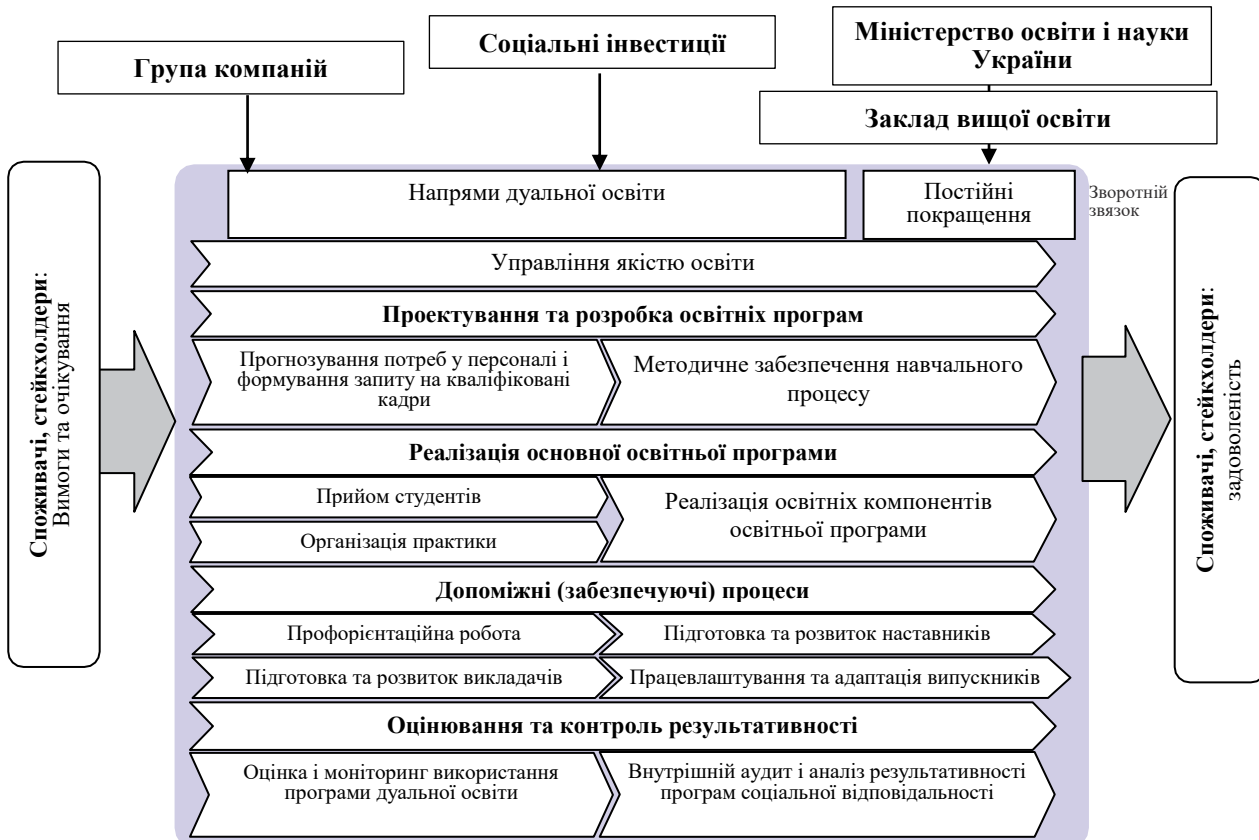 Група компаній
Соціальні інвестиції
Міністерство освіти і науки
України
Заклад вищої освіти
Споживачі, стейкхолдери:
Вимоги та очікування
Напрями дуальної освіти
Постійні
покращення
Зворотній
звязок
Управління якістю освіти
Проектування та розробка освітніх програм
Прогнозування потреб у персоналі і
формування запиту на кваліфіковані
кадри
Методичне забезпечення навчального
процесу
Реалізація основної освітньої програми
Прийом студентів
Організація практики
Реалізація освітніх компонентів
освітньої програми
Допоміжні (забезпечуючі) процеси
Профорієнтаційна робота
Підготовка та розвиток наставників
Підготовка та розвиток викладачів
Працевлаштування та адаптація випускників
Оцінювання та контроль результативності
Оцінка і моніторинг використання
програми дуальної освіти
Внутрішній аудит і аналіз результативності
програм соціальної відповідальності
Споживачі, стейкхолдери:
задоволеність